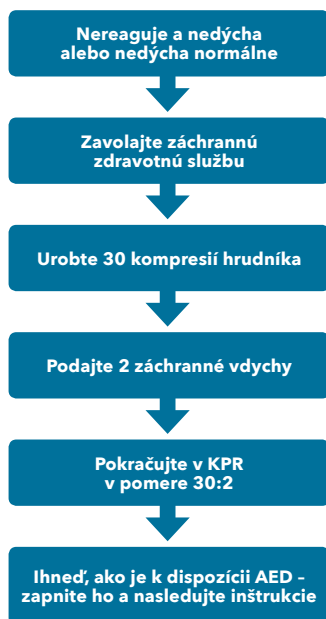 Nereaguje a nedýcha
alebo nedýcha normálne
Zavolajte záchrannú
zdravotnú službu
Urobte 30 kompresií hrudníka
Podajte 2 záchranné vdychy
Pokračujte v KPR
v pomere 30:2
Ihneď, ako je k dispozícii AED –
zapnite ho a nasledujte inštrukcie